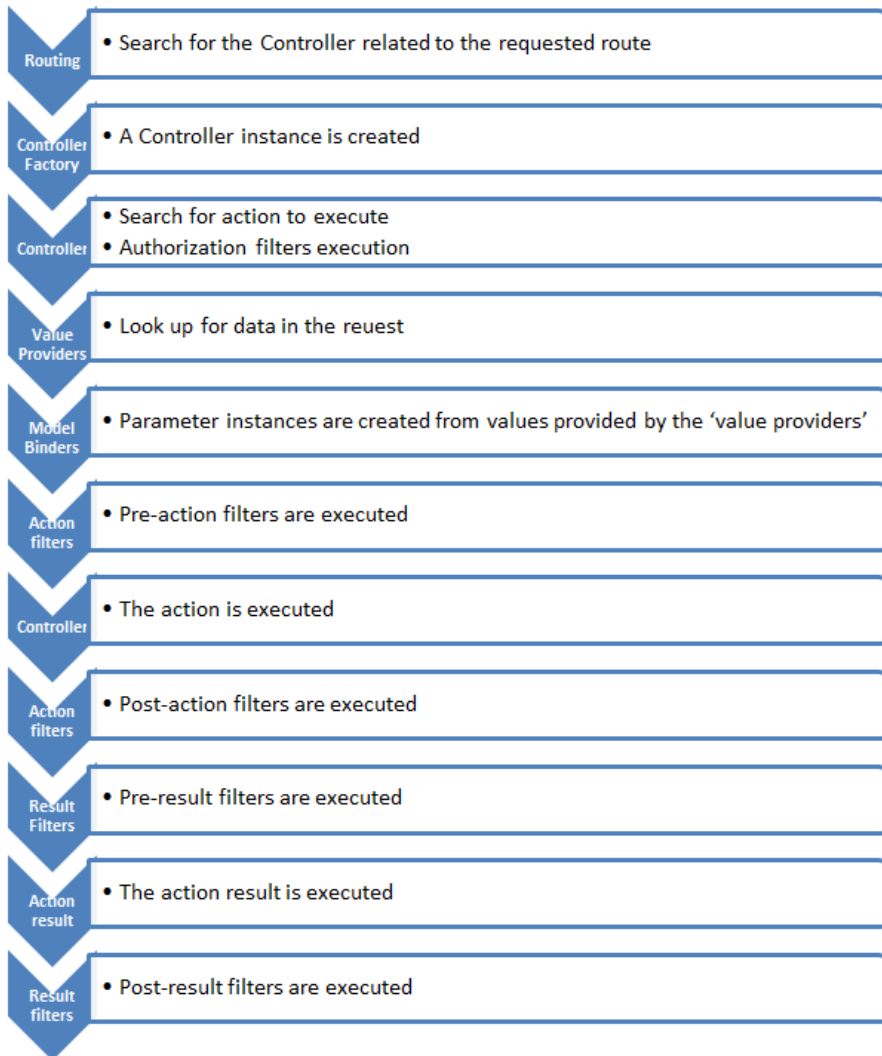 Routing
• Search for the Controller related to the requested route
Controller
Factory
• A Controller instance is created
Controller
• Search for action to execute
• Authorization filters execution
Value
Providers
• Look up for data in the reuest
Model
Binders
• Parameter instances are created from values provided by the ‘value providers’
Action
filters
• Pre-action filters are executed
Controller
• The action is executed
Action
filters
• Post-action filters are executed
Result
Filters
• Pre-result filters are executed
Action
result
• The action result is executed
Result
filters
• Post-result filters are executed